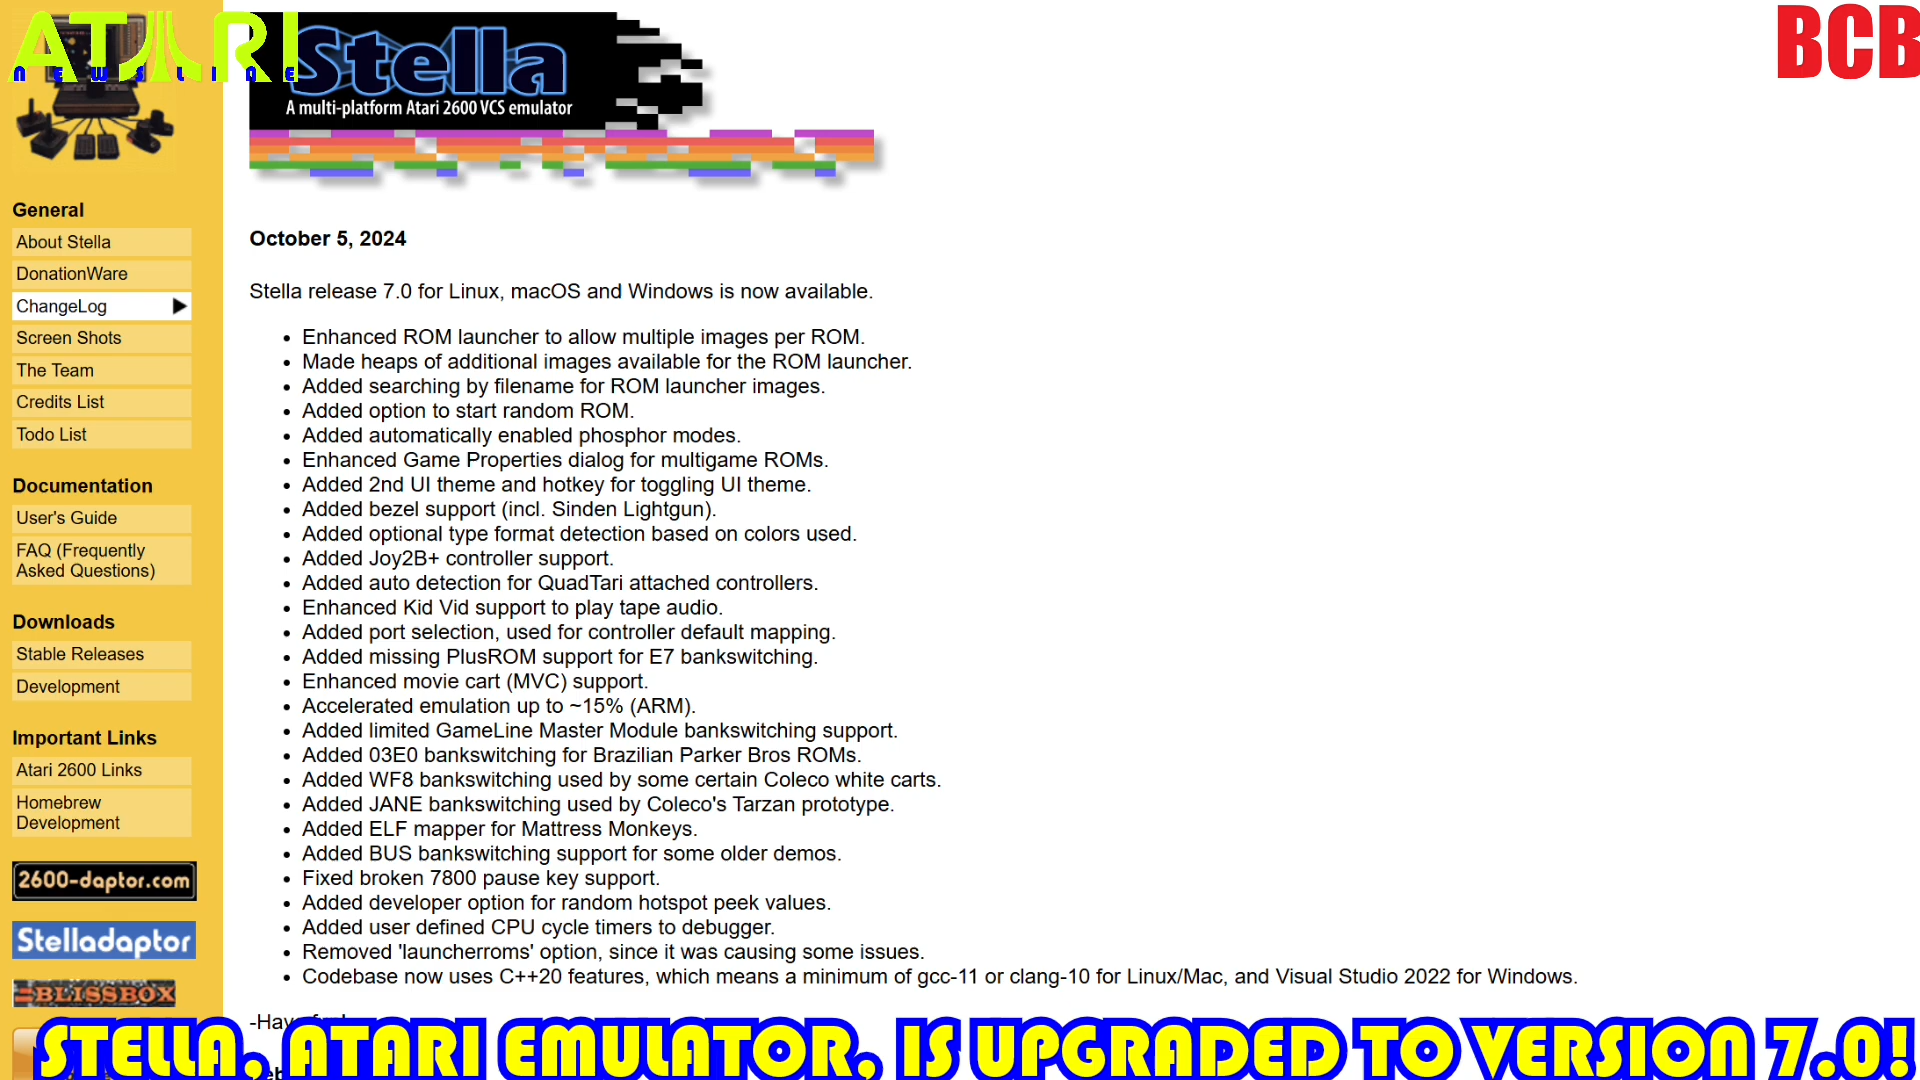 ATARI
NEWSLINE
BCB
Stella
A multi-platform Atari 2600 VCS emulator
General
About Stella
DonationWare
ChangeLog
Screen Shots
The Team
Credits List
Todo List
Documentation
User's Guide
FAQ (Frequently
Asked Questions)
Downloads
Stable Releases
Development
Important Links
Atari 2600 Links
Homebrew
Development
2600-daptor.com
Stelladaptor
BLISSBOX
October 5, 2024
Stella release 7.0 for Linux, macOS and Windows is now available.
• Enhanced ROM launcher to allow multiple images per ROM.
• Made heaps of additional images available for the ROM launcher.
• Added searching by filename for ROM launcher images.
• Added option to start random ROM.
• Added automatically enabled phosphor modes.
• Enhanced Game Properties dialog for multigame ROMs.
• Added 2nd UI theme and hotkey for toggling UI theme.
• Added bezel support (incl. Sinden Lightgun).
• Added optional type format detection based on colors used.
• Added Joy2B+ controller support.
• Added auto detection for QuadTari attached controllers.
• Enhanced Kid Vid support to play tape audio.
• Added port selection, used for controller default mapping.
• Added missing PlusROM support for E7 bankswitching.
• Enhanced movie cart (MVC) support.
• Accelerated emulation up to ~15% (ARM).
• Added limited GameLine Master Module bankswitching support.
• Added 03E0 bankswitching for Brazilian Parker Bros ROMs.
• Added WF8 bankswitching used by some certain Coleco white carts.
• Added JANE bankswitching used by Coleco's Tarzan prototype.
• Added ELF mapper for Mattress Monkeys.
• Added BUS bankswitching support for some older demos.
• Fixed broken 7800 pause key support.
• Added developer option for random hotspot peek values.
• Added user defined CPU cycle timers to debugger.
• Removed 'launcherroms' option, since it was causing some issues.
• Codebase now uses C++20 features, which means a minimum of gcc-11 or clang-10 for Linux/Mac, and Visual Studio 2022 for Windows.
STELLA, ATARI EMULATOR, IS UPGRADED TO VERSION 7.0!